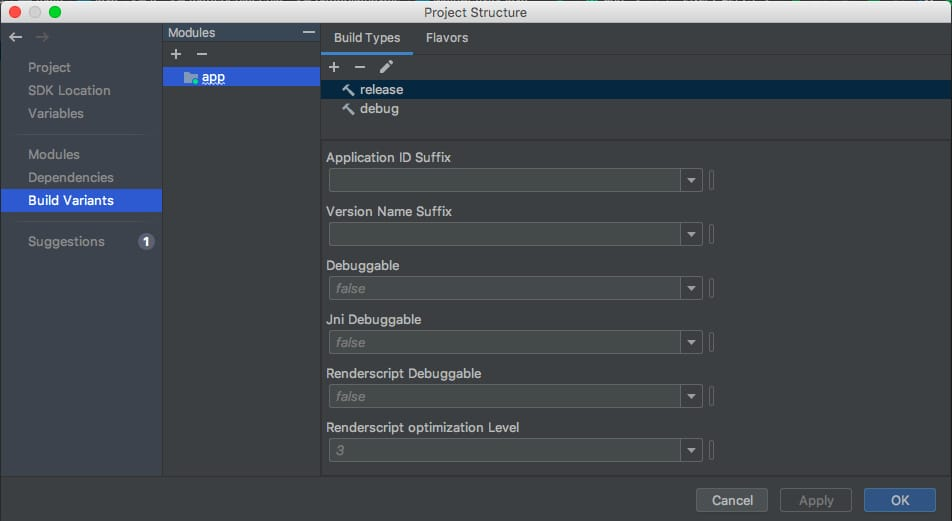 Project Structure
Project
SDK Location
Variables
Modules
Dependencies
Build Variants
Suggestions 1
Modules
app
Build Types Flavors
release
debug
Application ID Suffix
Version Name Suffix
Debuggable
false
Jni Debuggable
false
Renderscript Debuggable
false
Renderscript optimization Level
3
Cancel Apply OK